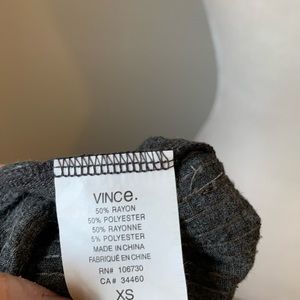 VINCe.
50% RAYON
50% POLYESTER
50% RAYONNE
5% POLYESTER
MADE IN CHINA
FABRIQUÉ EN CHINE
RN# 106730
CA# 34460
XS